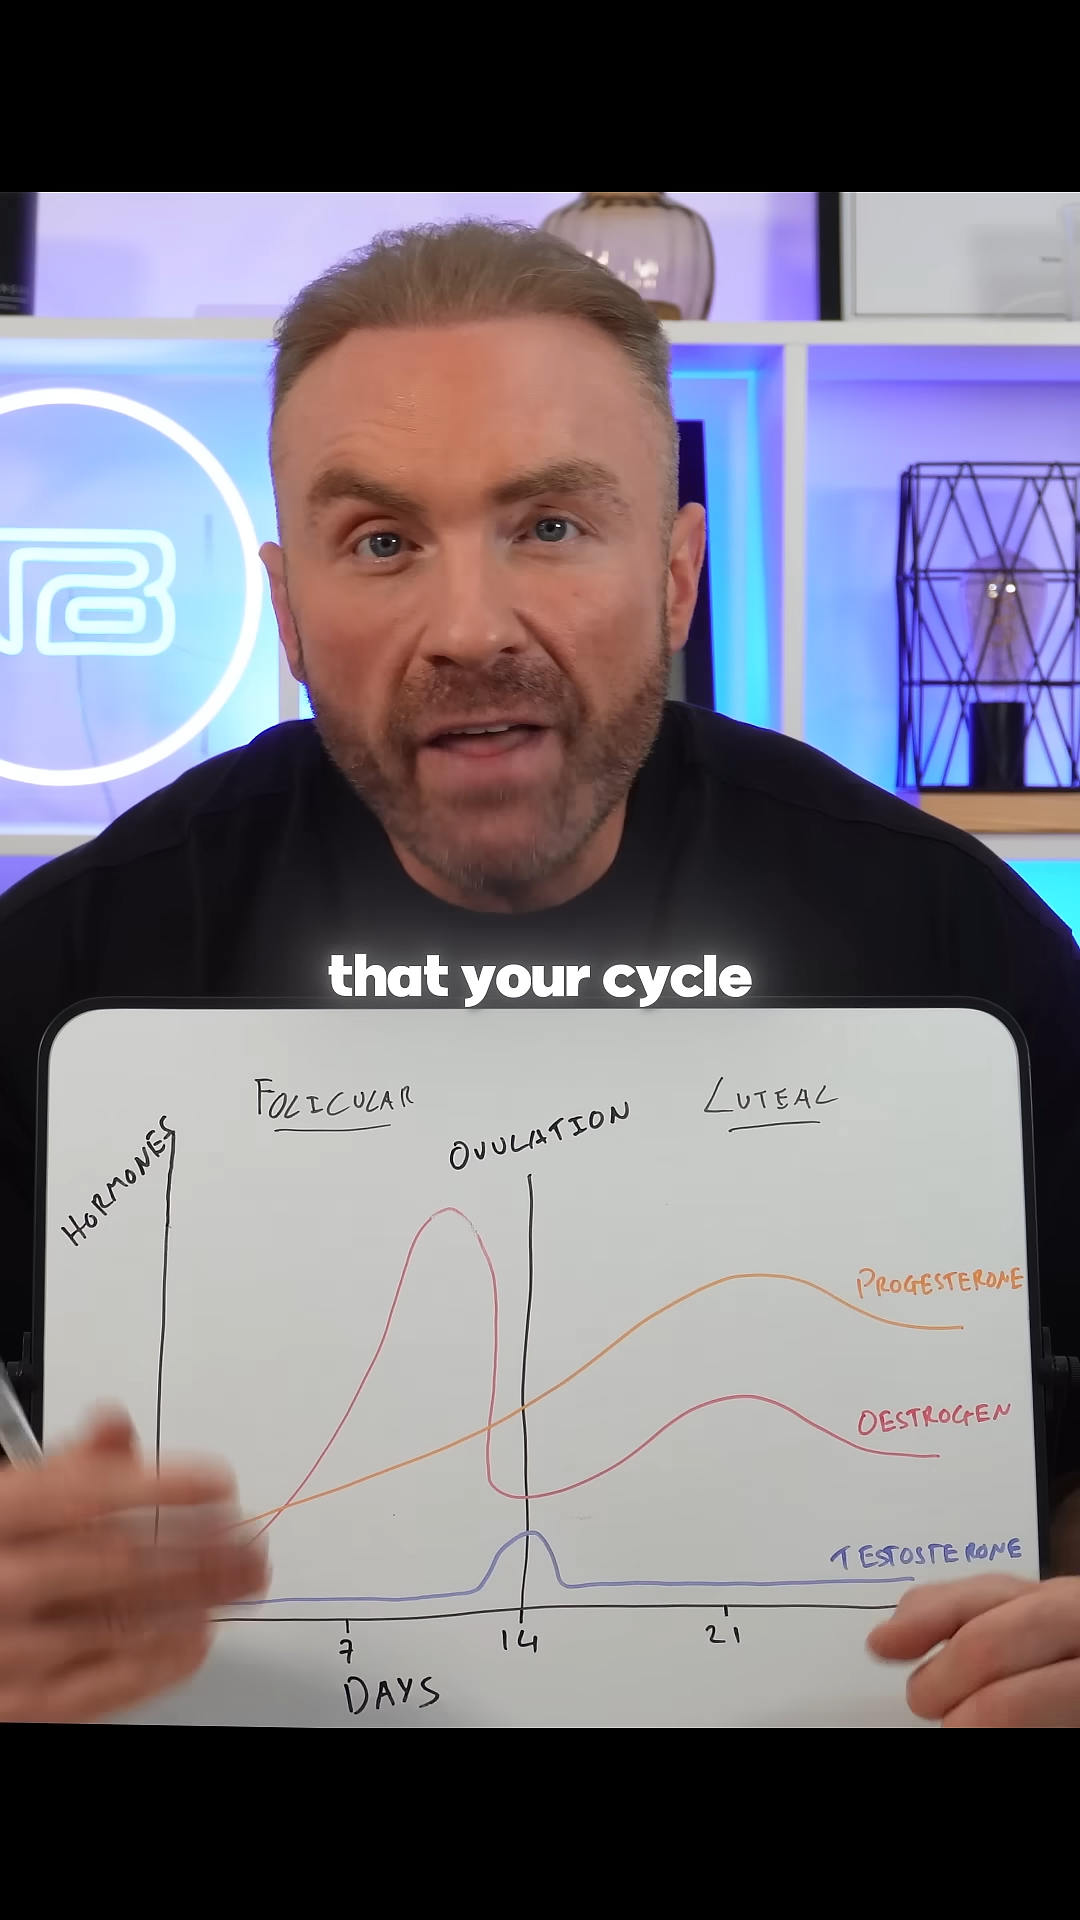 that your cycle
FOLICULAR
LUTEAL
OVULATION
HORMONES
PROGESTERONE
OESTROGEN
TESTOSTERONE
7
14
21
DAYS